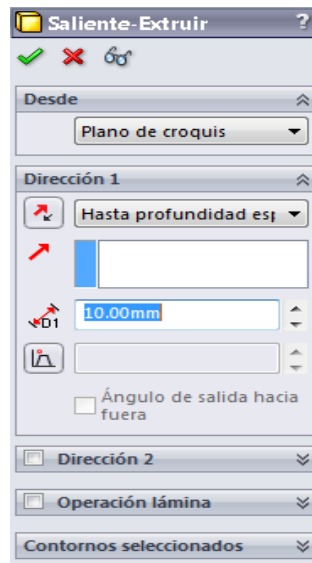 Saliente-Extruir ?
Desde
Plano de croquis
Dirección 1
Hasta profundidad esp
D1 10.00mm
Ángulo de salida hacia
fuera
Dirección 2
Operación lámina
Contornos seleccionados